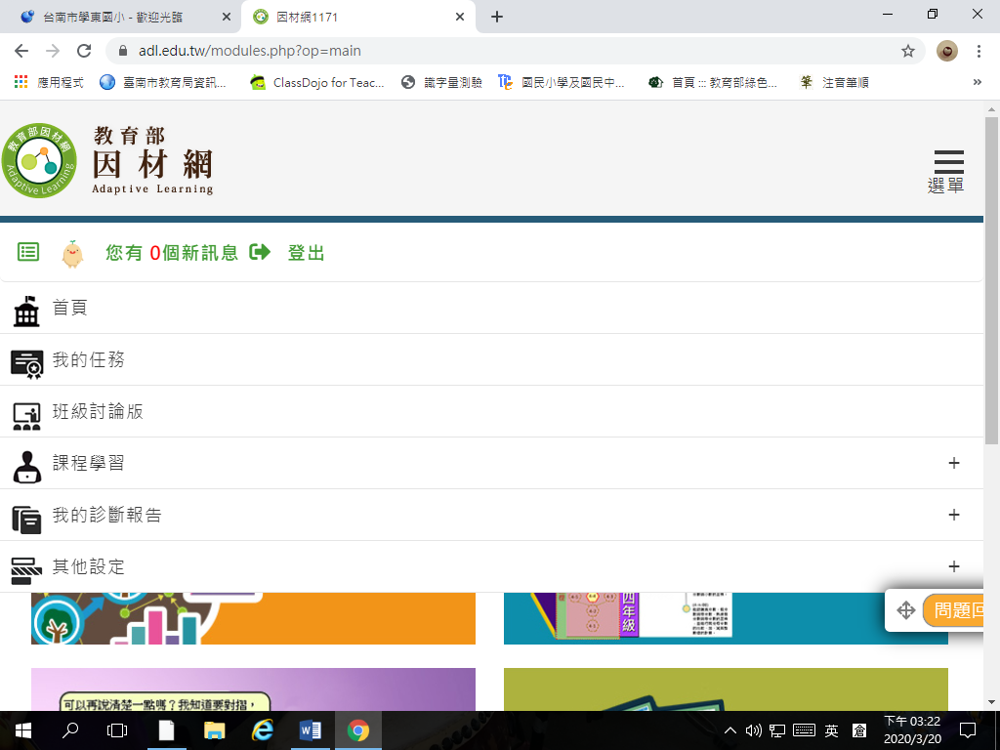 台南市學東國小 - 歡迎光臨
因材網1171
adl.edu.tw/modules.php?op=main
應用程式
臺南市教育局資訊...
ClassDojo for Teac...
識字量測驗
國民小學及國民中...
首頁 ::: 教育部綠色...
注音筆順
教育部因材網
Adaptive Learning
教育部
因材網
Adaptive Learning
選單
您有 0個新訊息 登出
首頁
我的任務
班級討論版
課程學習
我的診斷報告
其他設定
四年級
問題回
可以再說清楚一點嗎？我知道要對摺，
英
倉
下午 03:22
2020/3/20